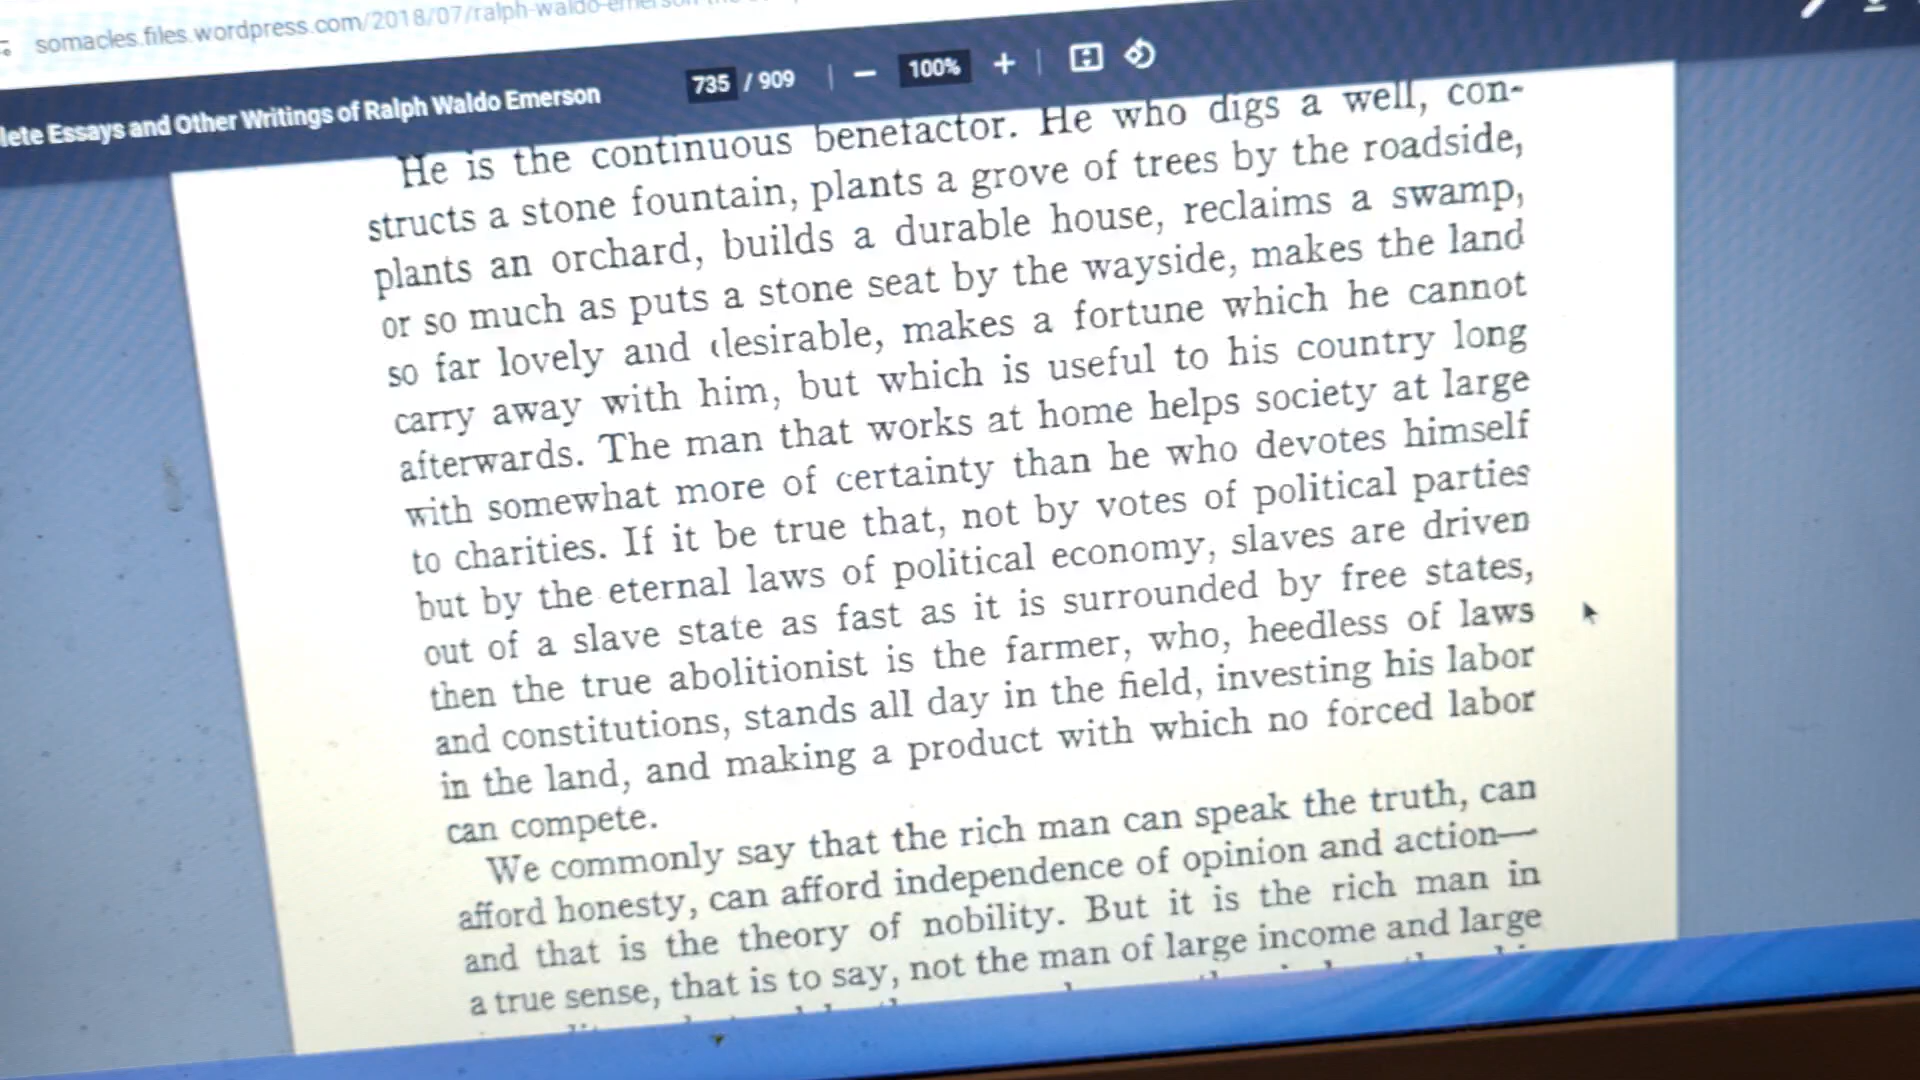 somacles.files.wordpress.com/2018/07/ralph-waldo-emerson-the
lete Essays and Other Writings of Ralph Waldo Emerson 735 / 909 — 100% +
He is the continuous benefactor. He who digs a well, con-
structs a stone fountain, plants a grove of trees by the roadside,
plants an orchard, builds a durable house, reclaims a swamp,
or so much as puts a stone seat by the wayside, makes the land
so far lovely and desirable, makes a fortune which he cannot
carry away with him, but which is useful to his country long
afterwards. The man that works at home helps society at large
with somewhat more of certainty than he who devotes himself
to charities. If it be true that, not by votes of political parties
but by the eternal laws of political economy, slaves are driven
out of a slave state as fast as it is surrounded by free states,
then the true abolitionist is the farmer, who, heedless of laws
and constitutions, stands all day in the field, investing his labor
in the land, and making a product with which no forced labor
can compete.
We commonly say that the rich man can speak the truth, can
afford honesty, can afford independence of opinion and action—
and that is the theory of nobility. But it is the rich man in
a true sense, that is to say, not the man of large income and large